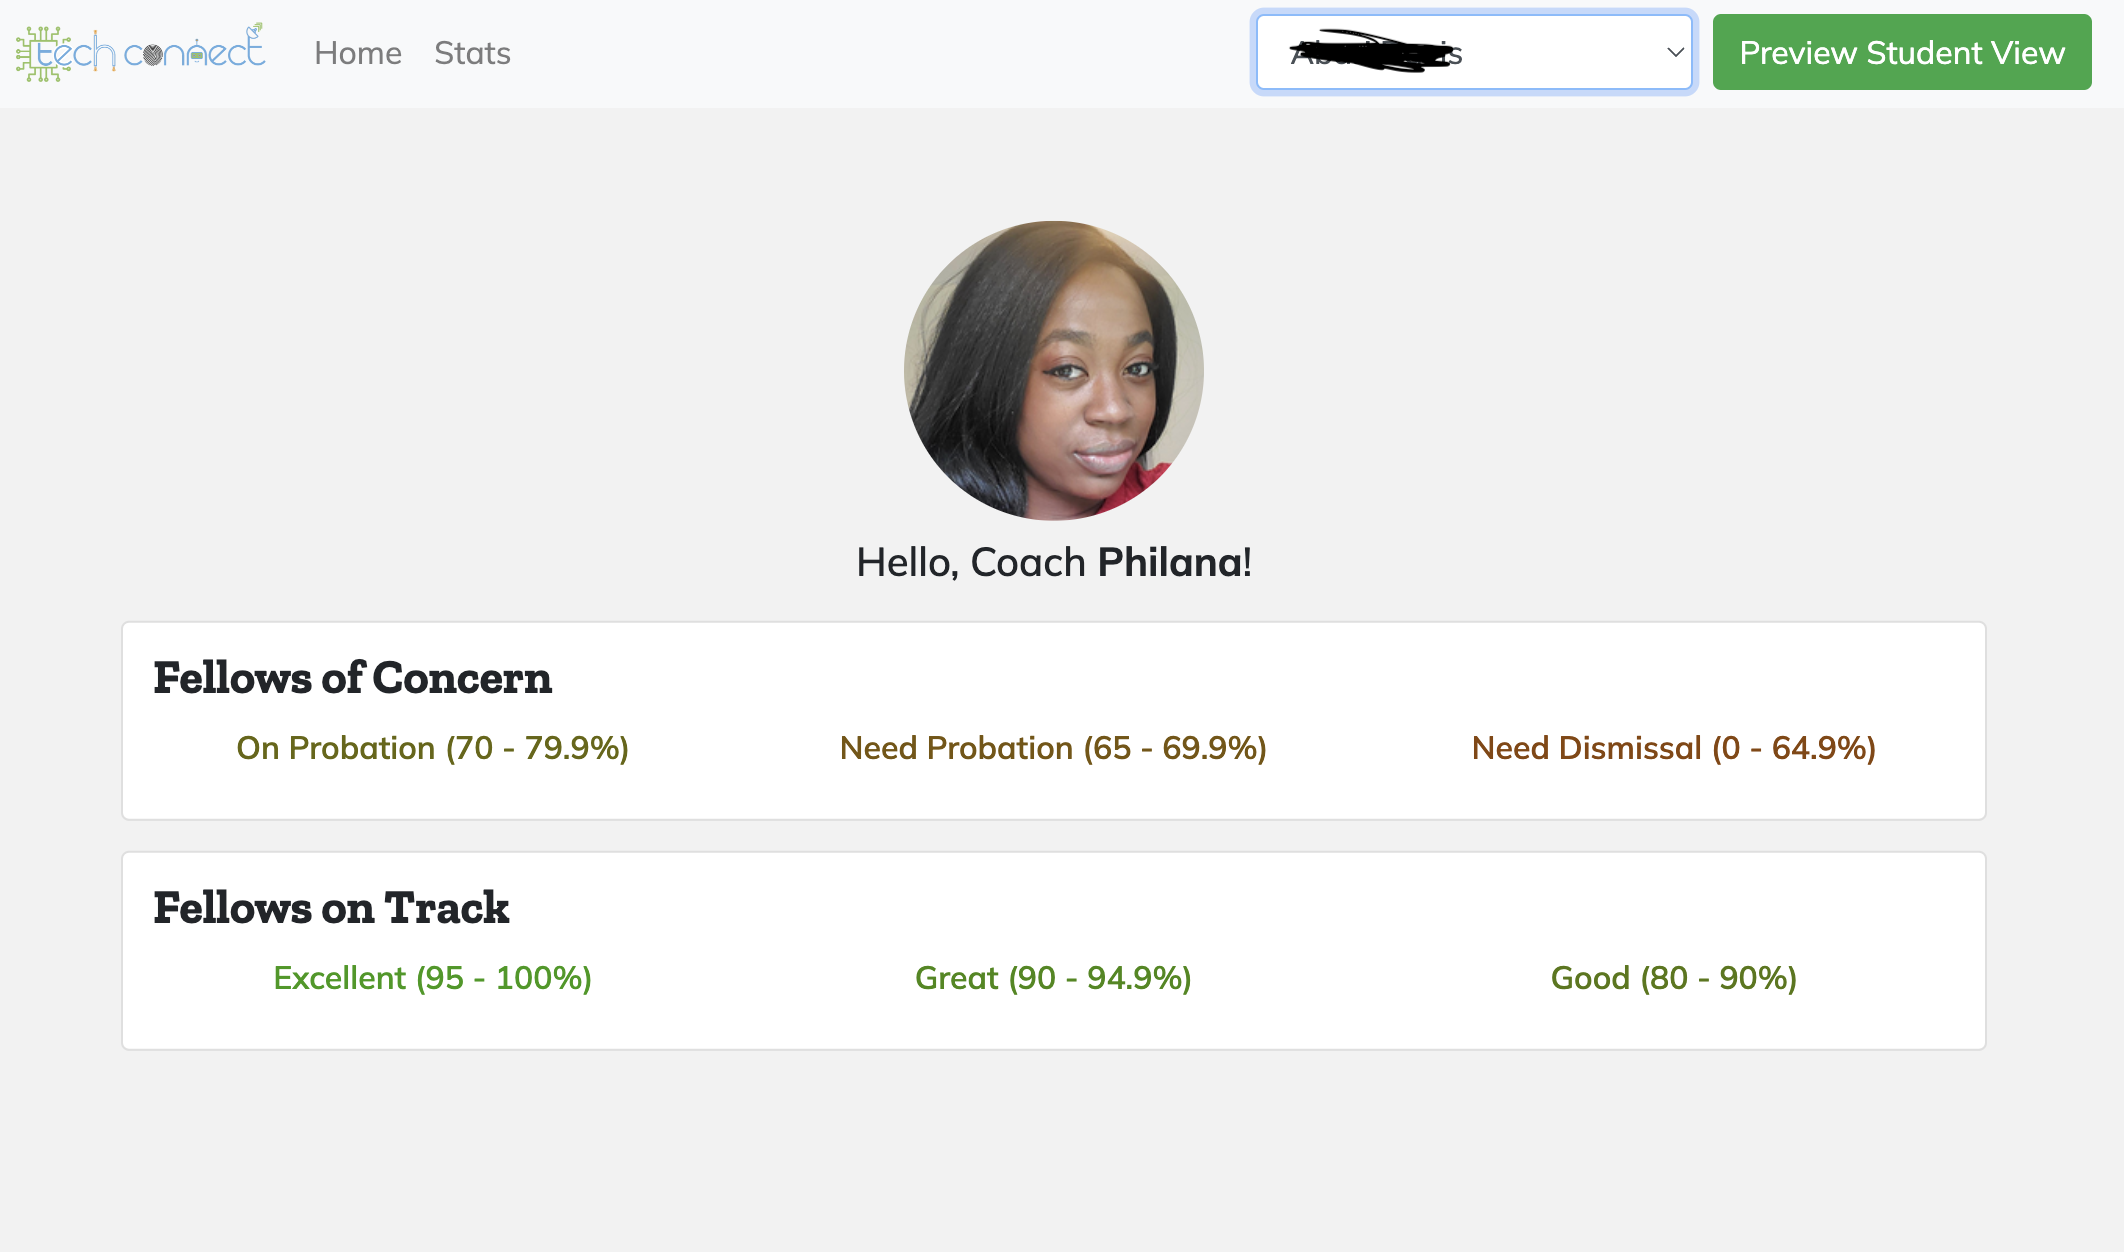 tech connect Home Stats Preview Student View
Hello, Coach Philana!
Fellows of Concern
On Probation (70 - 79.9%) Need Probation (65 - 69.9%) Need Dismissal (0 - 64.9%)
Fellows on Track
Excellent (95 - 100%) Great (90 - 94.9%) Good (80 - 90%)